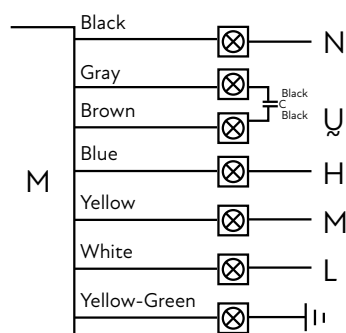 Black
N
Gray
Black
C
Black
Brown
U
~
Blue
H
M
Yellow
M
White
L
Yellow-Green